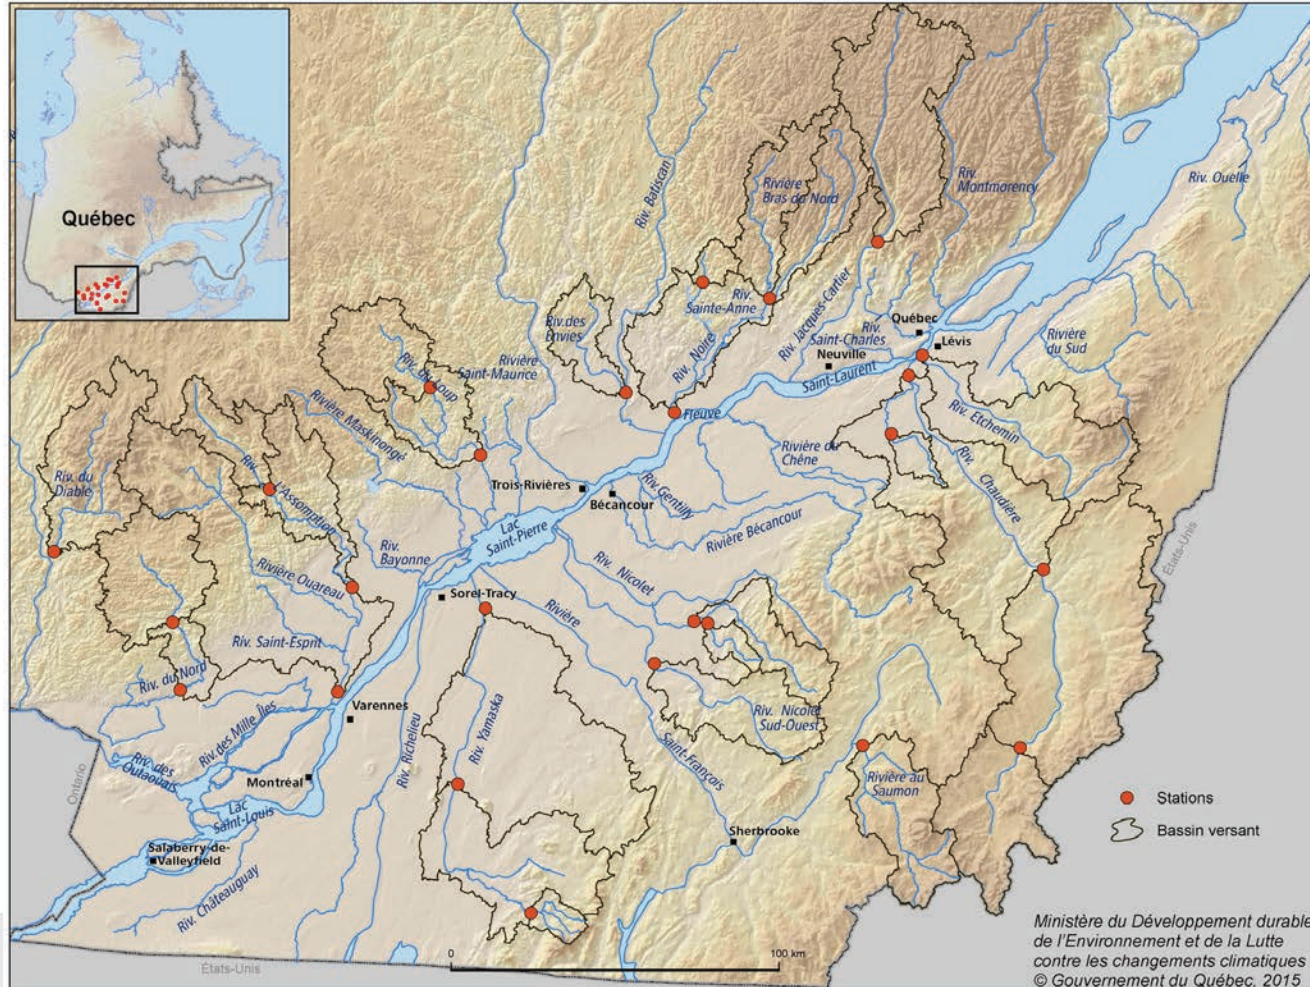 Québec
Riv. Ouelle
Riv. Batiscan
Rivière
Bras du Nord
Riv.
Montmorency
Riv.
Sainte-Anne
Riv. Jacques-Cartier
Riv. des
Envies
Riv. Noire
Riv.
Saint-Charles
Québec
Lévis
Neuville
Rivière
du Sud
Saint-Laurent
Fleuve
Rivière
Saint-Maurice
Riv. du Loup
Rivière Maskinongé
Riv. Etchemin
Rivière du
Chêne
Riv. Chaudière
Riv. du
Diable
Riv. L'Assomption
Trois-Rivières
Bécancour
Riv. Gentilly
Rivière Bécancour
Lac
Saint-Pierre
Riv.
Bayonne
Rivière Ouareau
Riv. Nicolet
États-Unis
Sorel-Tracy
Rivière
Saint-François
Riv. Saint-Esprit
Riv. du Nord
Riv. Nicolet
Sud-Ouest
Varennes
Riv. des Mille Îles
Riv. Richelieu
Riv. Yamaska
Riv. des
Outaouais
Ontario
Montréal
Lac
Saint-Louis
Rivière au
Saumon
Sherbrooke
Salaberry-de-
Valleyfield
Riv. Châteauguay
États-Unis
0
100 km
Stations
Bassin versant
Ministère du Développement durable
de l'Environnement et de la Lutte
contre les changements climatiques
© Gouvernement du Québec, 2015